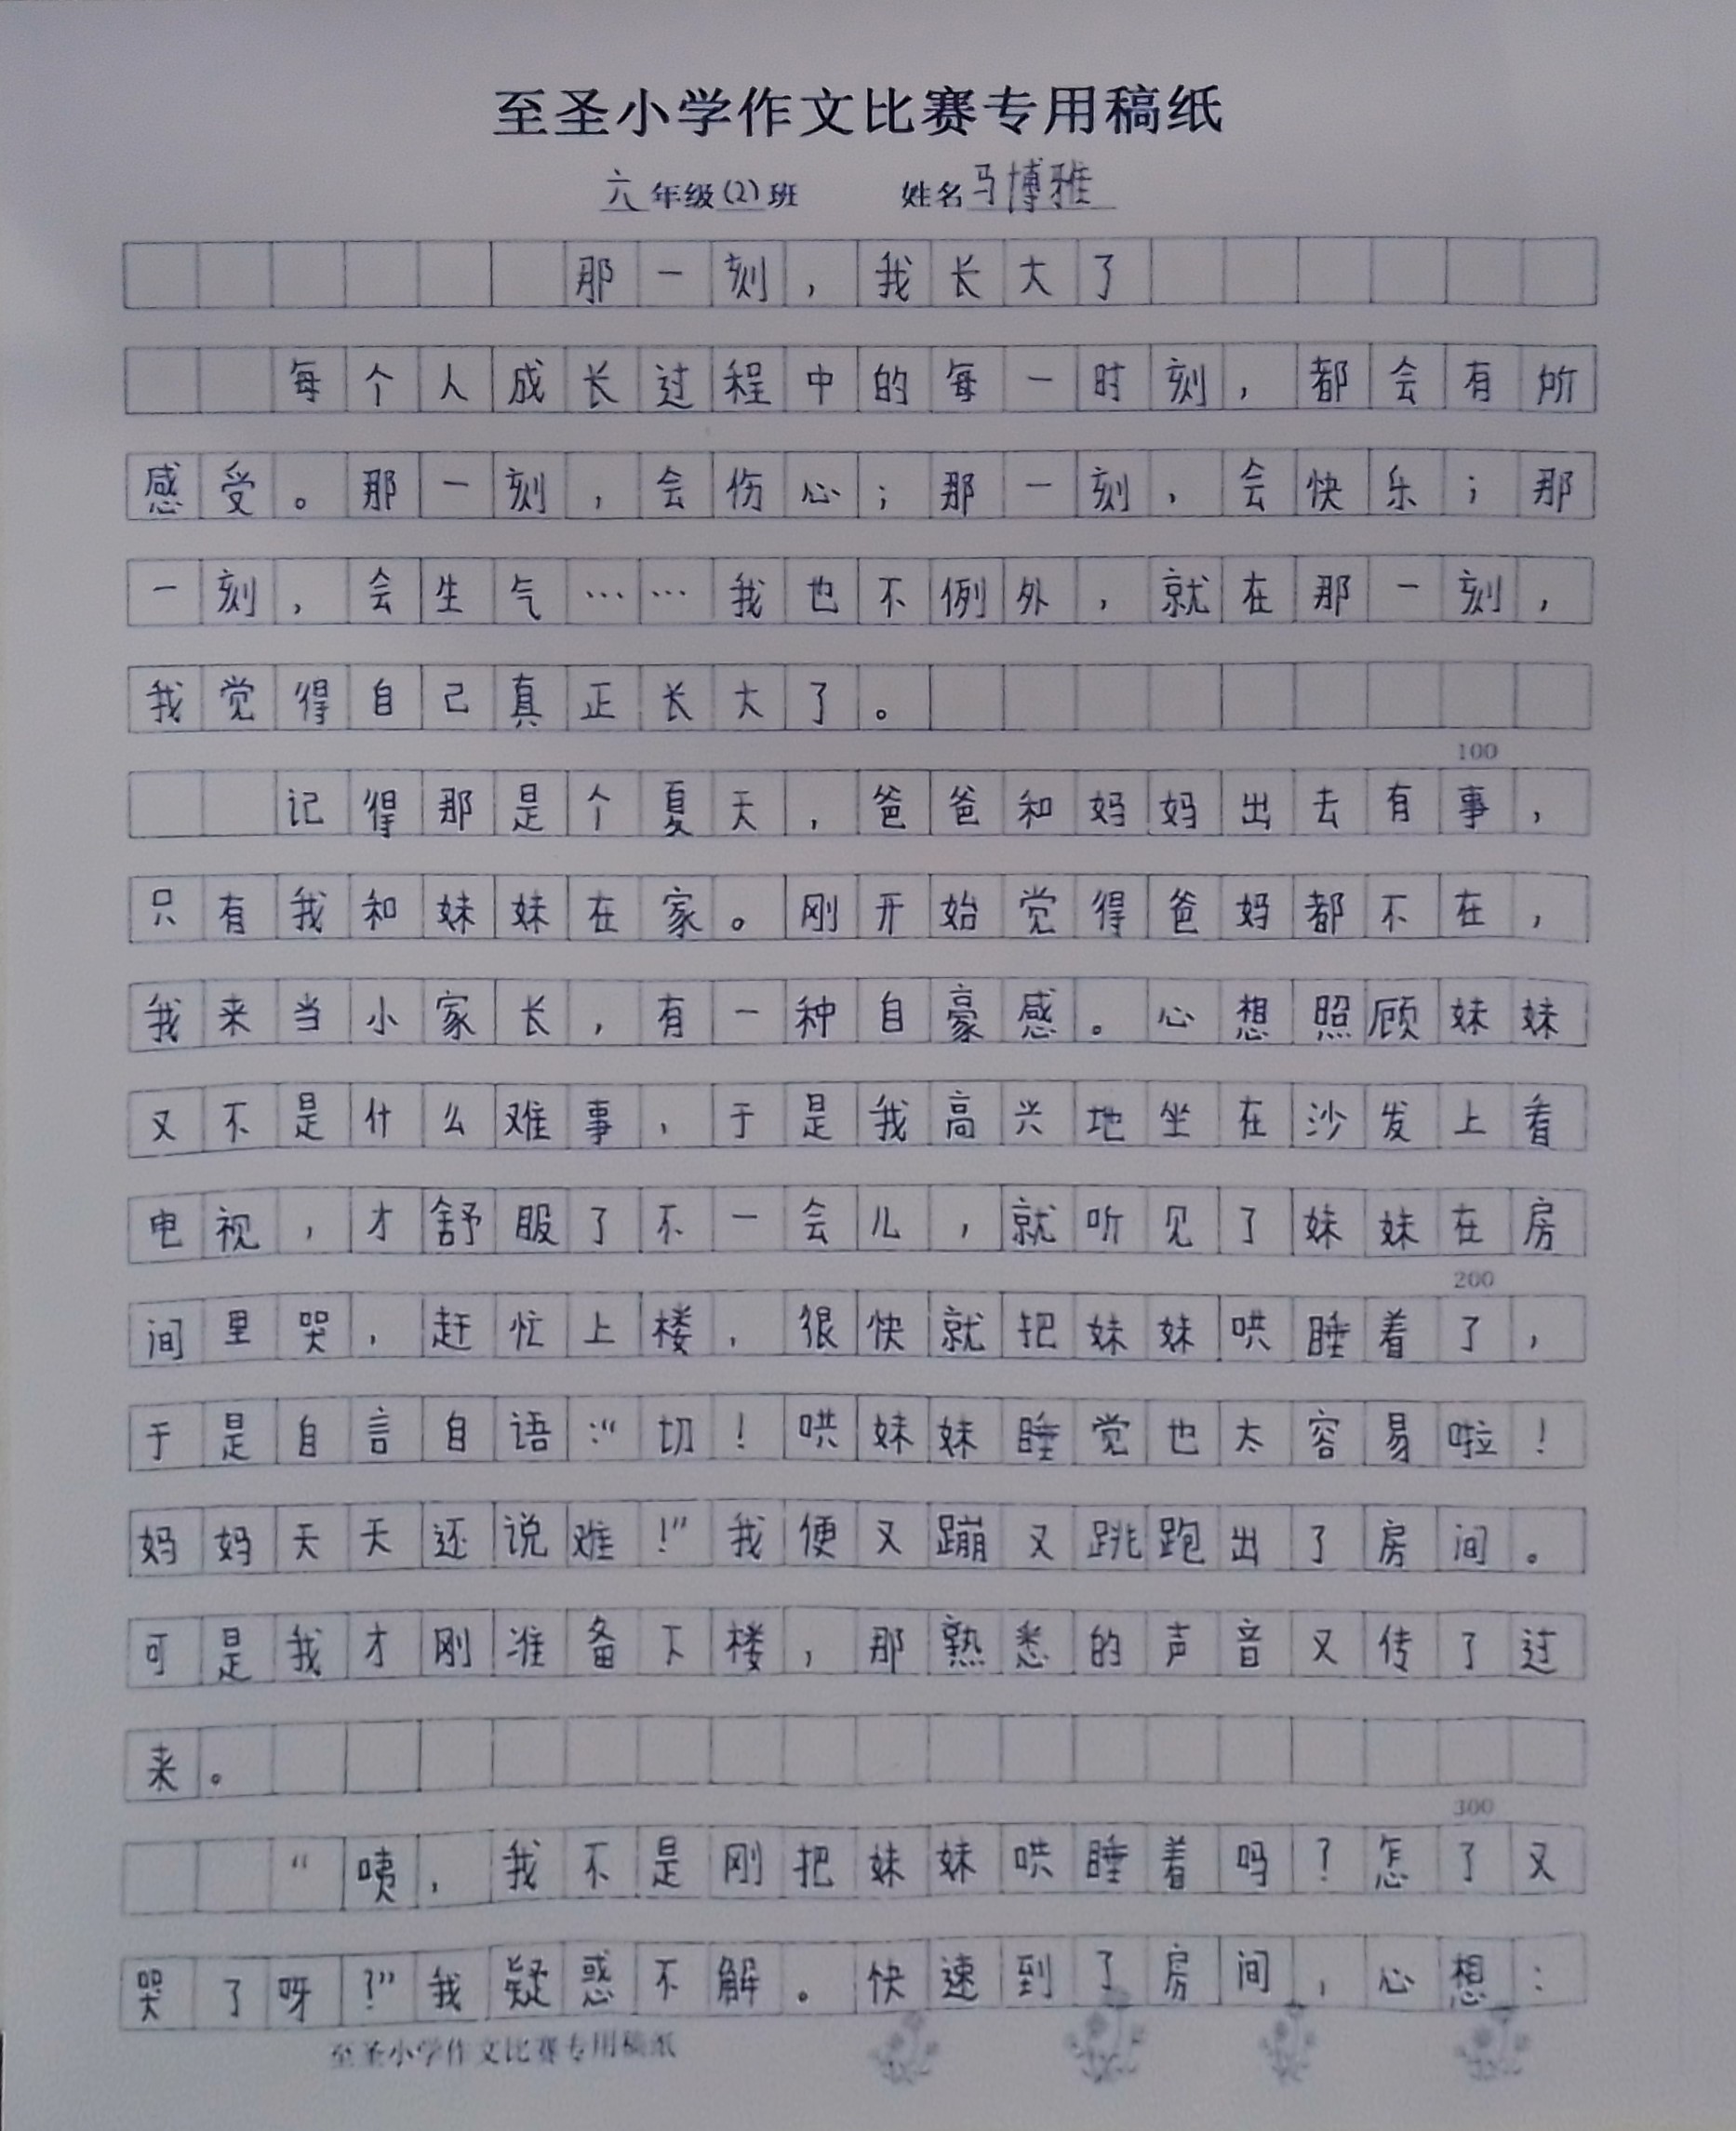 至圣小学作文比赛专用稿纸
六年级(2)班 姓名马博雅
那一刻，我长大了
每个人成长过程中的每一时刻，都会有所
感受。那一刻，会伤心；那一刻，会快乐；那
一刻，会生气……我也不例外，就在那一刻，
我觉得自己真正长大了。
100
记得那是个夏天，爸爸和妈妈出去有事，
只有我和妹妹在家。刚开始觉得爸妈都不在，
我来当小家长，有一种自豪感。心想照顾妹妹
又不是什么难事，于是我高兴地坐在沙发上看
电视，才舒服了不一会儿，就听见了妹妹在房
200
间里哭，赶忙上楼，很快就把妹妹哄睡着了，
于是自言自语：“切！哄妹妹睡觉也太容易啦！
妈妈天天还说难！”我便又蹦又跳跑出了房间。
可是我才刚准备下楼，那熟悉的声音又传了过
来。
300
“咦，我不是刚把妹妹哄睡着吗？怎了又
哭了呀！”我疑惑不解。快速到了房间，心想：
至圣小学作文比赛专用稿纸